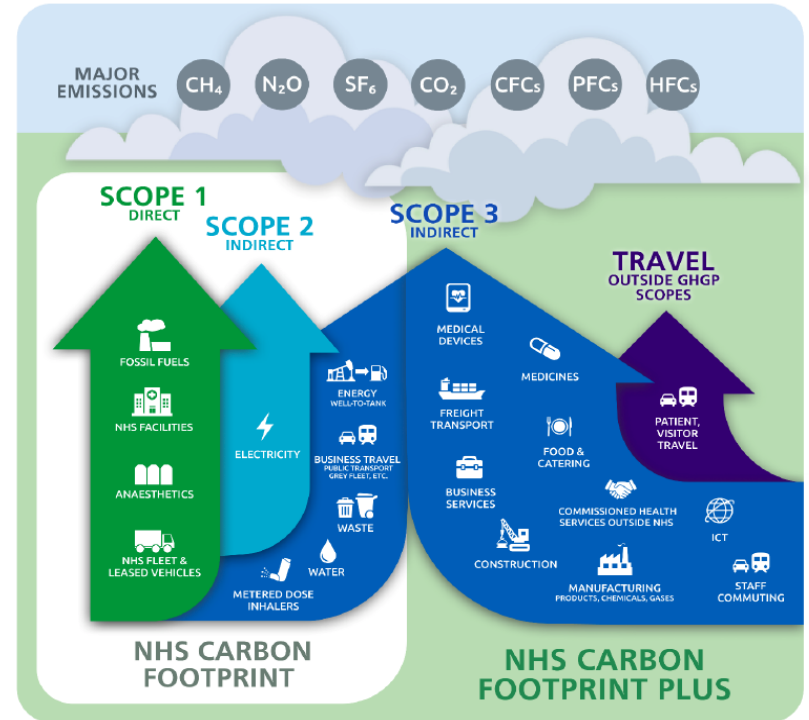 MAJOR
EMISSIONS
CH₄
N₂O
SF₆
CO₂
CFCs
PFCs
HFCs
SCOPE 1
DIRECT
FOSSIL FUELS
NHS FACILITIES
ANAESTHETICS
NHS FLEET &
LEASED VEHICLES
SCOPE 2
INDIRECT
ELECTRICITY
SCOPE 3
INDIRECT
ENERGY
WELL-TO-TANK
BUSINESS TRAVEL
PUBLIC TRANSPORT
GREY FLEET, ETC.
WASTE
WATER
METERED DOSE
INHALERS
MEDICAL
DEVICES
MEDICINES
FREIGHT
TRANSPORT
FOOD &
CATERING
BUSINESS
SERVICES
COMMISSIONED HEALTH
SERVICES OUTSIDE NHS
ICT
CONSTRUCTION
MANUFACTURING
PRODUCTS, CHEMICALS, GASES
STAFF
COMMUTING
TRAVEL
OUTSIDE GHGP
SCOPES
PATIENT,
VISITOR
TRAVEL
NHS CARBON
FOOTPRINT
NHS CARBON
FOOTPRINT PLUS